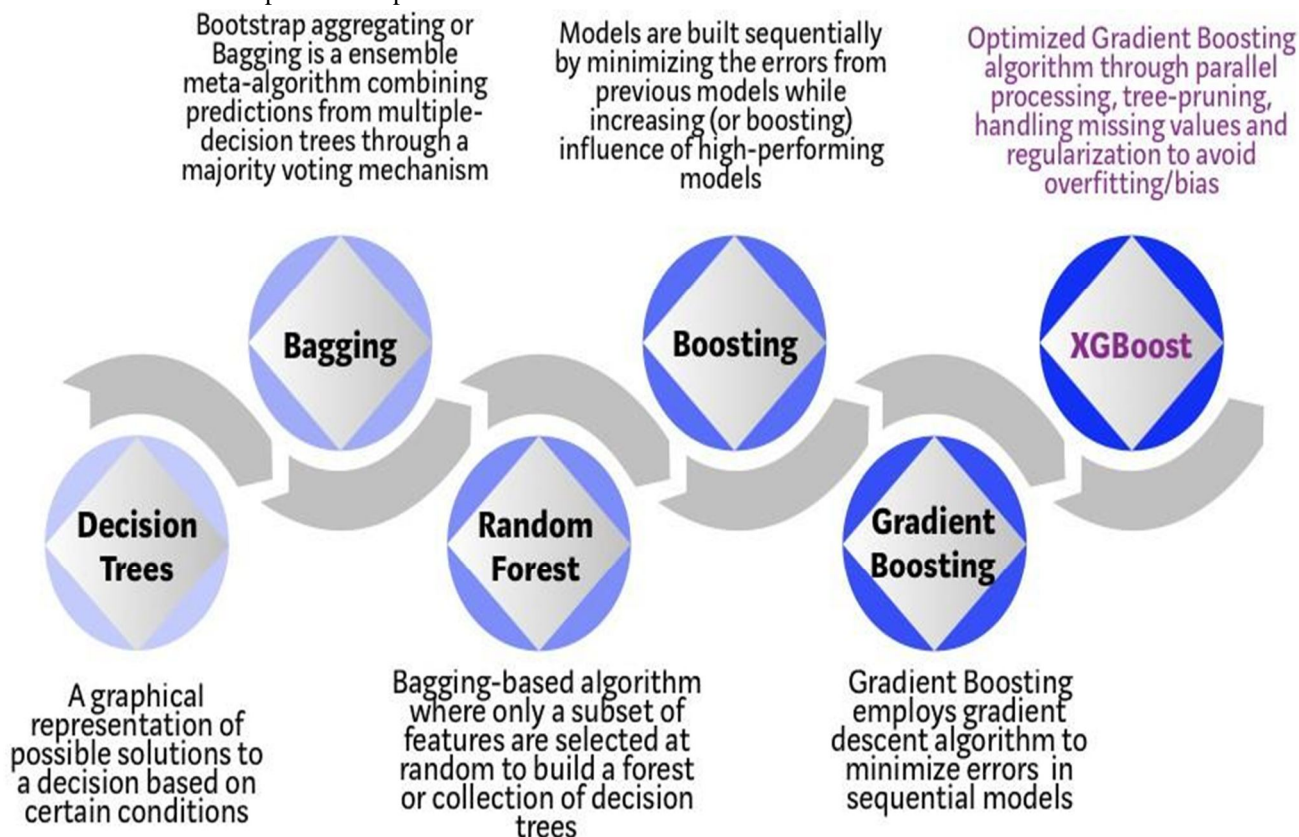 Bootstrap aggregating or
Bagging is a ensemble
meta-algorithm combining
predictions from multiple-
decision trees through a
majority voting mechanism
Models are built sequentially
by minimizing the errors from
previous models while
increasing (or boosting)
influence of high-performing
models
Optimized Gradient Boosting
algorithm through parallel
processing, tree-pruning,
handling missing values and
regularization to avoid
overfitting/bias
Bagging
Boosting
XGBoost
Decision
Trees
Random
Forest
Gradient
Boosting
A graphical
representation of
possible solutions to
a decision based on
certain conditions
Bagging-based algorithm
where only a subset of
features are selected at
random to build a forest
or collection of decision
trees
Gradient Boosting
employs gradient
descent algorithm to
minimize errors in
sequential models